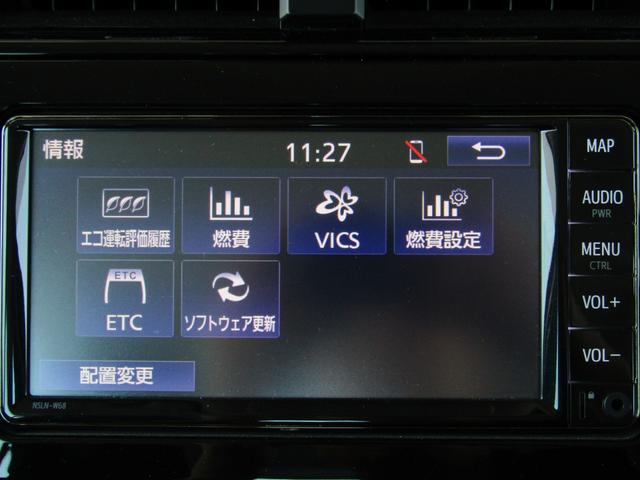 情報
11:27
エコ運転評価履歴
燃費
VICS
燃費設定
ETC
ETC
ソフトウェア更新
配置変更
NSLN-W68
MAP
AUDIO
PWR
MENU
CTRL
VOL+
VOL-